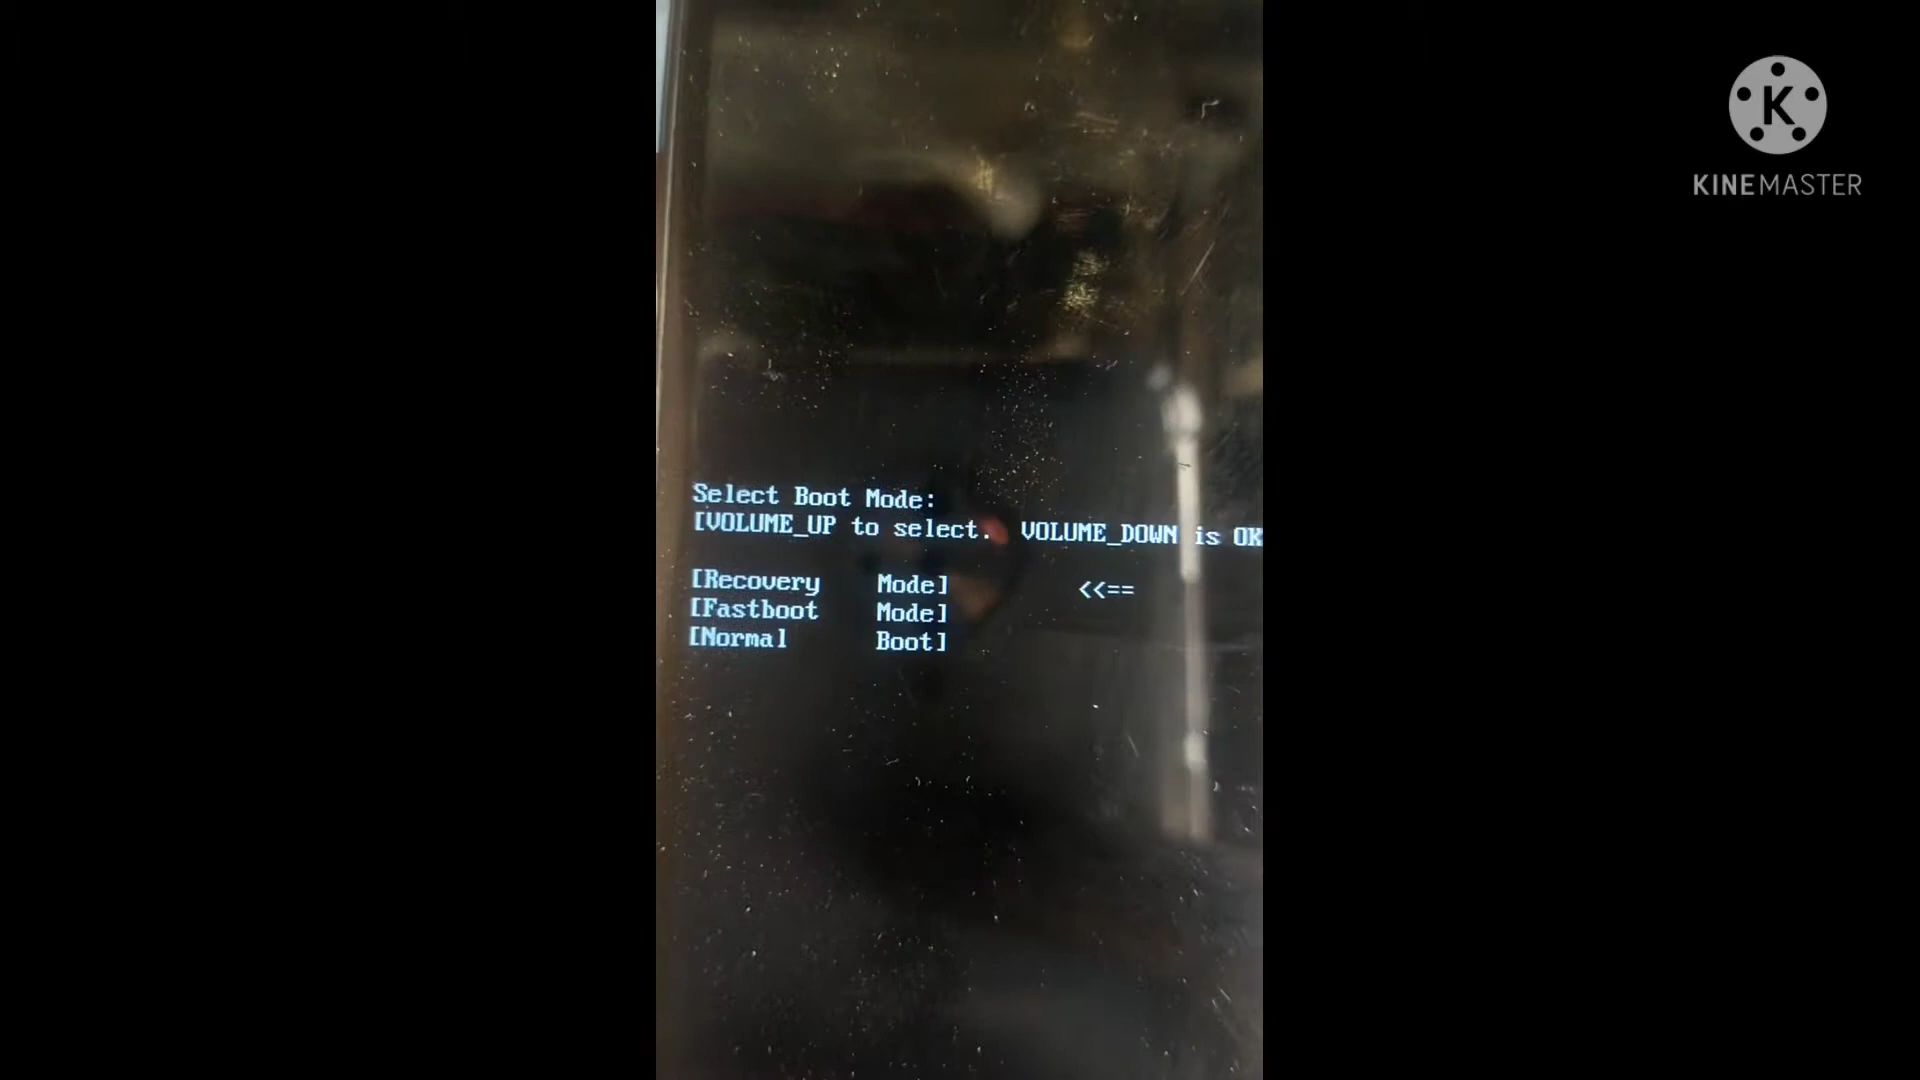 Select Boot Mode:
[VOLUME_UP to select. VOLUME_DOWN is OK
[Recovery Mode] <<==
[Fastboot Mode]
[Normal Boot]
K
KINEMASTER